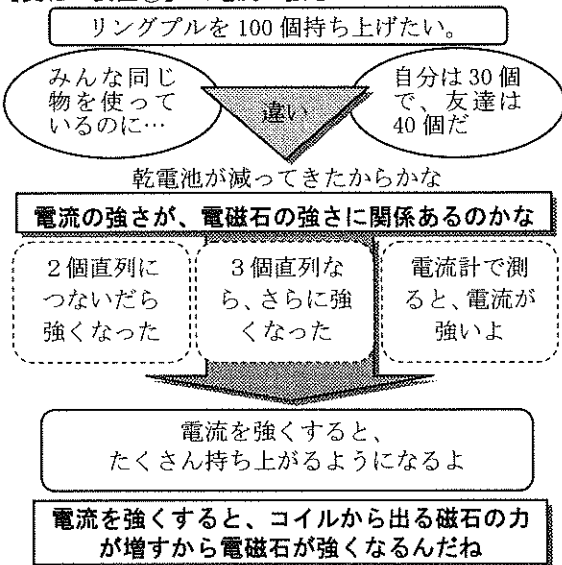 リングプルを100個持ち上げたい。
みんな同じ
物を使って
いるのに…
違い
自分は30個
で、友達は
40個だ
乾電池が減ってきたからかな
電流の強さが、電磁石の強さに関係あるのかな
2個直列に
つないだら
強くなった
3個直列な
ら、さらに強
くなった
電流計で測
ると、電流が
強いよ
電流を強くすると、
たくさん持ち上がるようになるよ
電流を強くすると、コイルから出る磁石の力
が増すから電磁石が強くなるんだね